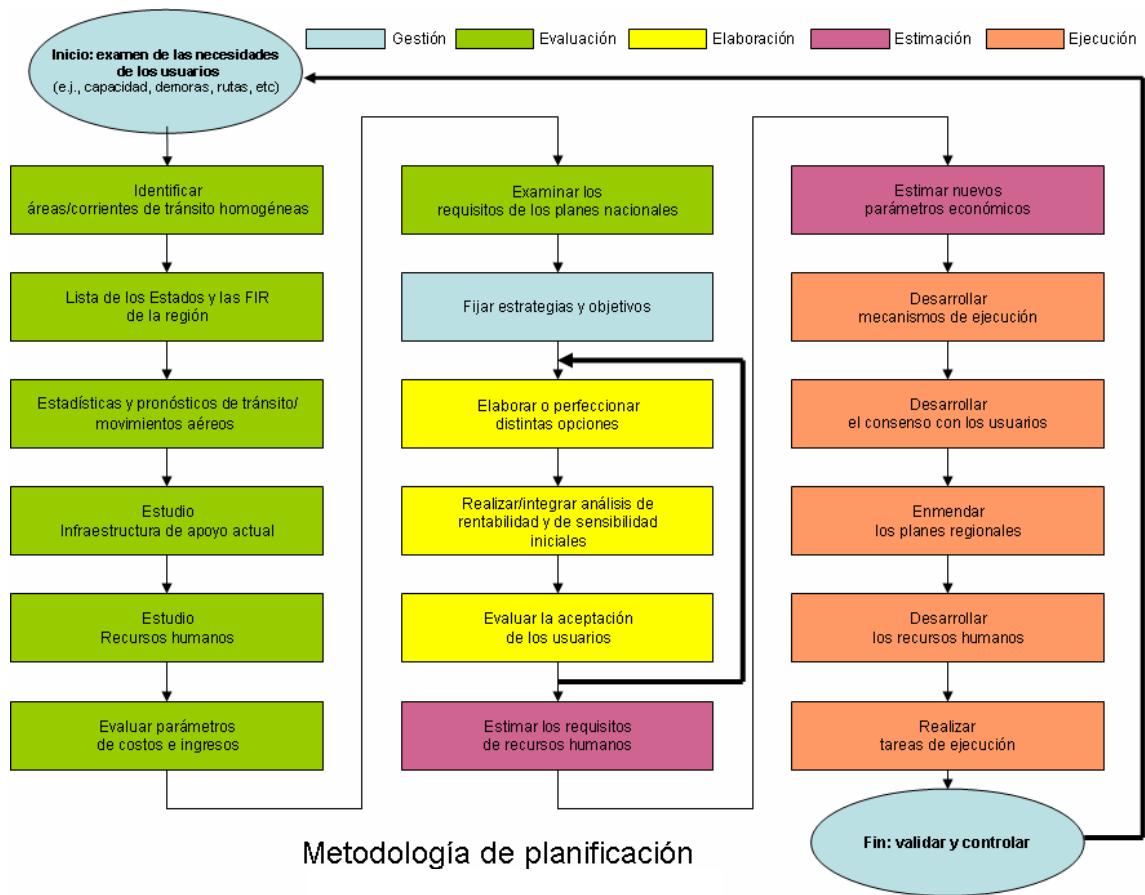 Inicio: examen de las necesidades
de los usuarios
(e.j., capacidad, demoras, rutas, etc)
Gestión
Evaluación
Elaboración
Estimación
Ejecución
Identificar
áreas/corrientes de tránsito homogéneas
Lista de los Estados y las FIR
de la región
Estadísticas y pronósticos de tránsito/
movimientos aéreos
Estudio
Infraestructura de apoyo actual
Estudio
Recursos humanos
Evaluar parámetros
de costos e ingresos
Examinar los
requisitos de los planes nacionales
Fijar estrategias y objetivos
Elaborar o perfeccionar
distintas opciones
Realizar/integrar análisis de
rentabilidad y de sensibilidad
iniciales
Evaluar la aceptación
de los usuarios
Estimar los requisitos
de recursos humanos
Estimar nuevos
parámetros económicos
Desarrollar
mecanismos de ejecución
Desarrollar
el consenso con los usuarios
Enmendar
los planes regionales
Desarrollar
los recursos humanos
Realizar
tareas de ejecución
Fin: validar y controlar
Metodología de planificación